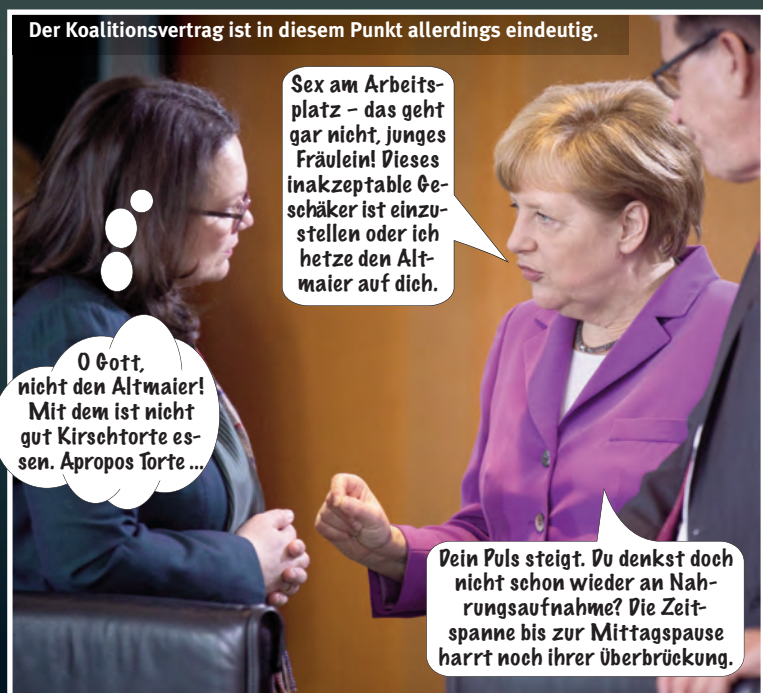 Der Koalitionsvertrag ist in diesem Punkt allerdings eindeutig.
Sex am Arbeits-
platz – das geht
gar nicht, junges
Fräulein! Dieses
inakzeptable Ge-
schäker ist einzu-
stellen oder ich
hetze den Alt-
maier auf dich.
O Gott,
nicht den Altmaier!
Mit dem ist nicht
gut Kirschtorte es-
sen. Apropos Torte ...
Dein Puls steigt. Du denkst doch
nicht schon wieder an Nah-
rungsaufnahme? Die Zeit-
spanne bis zur Mittagspause
harrt noch ihrer Überbrückung.